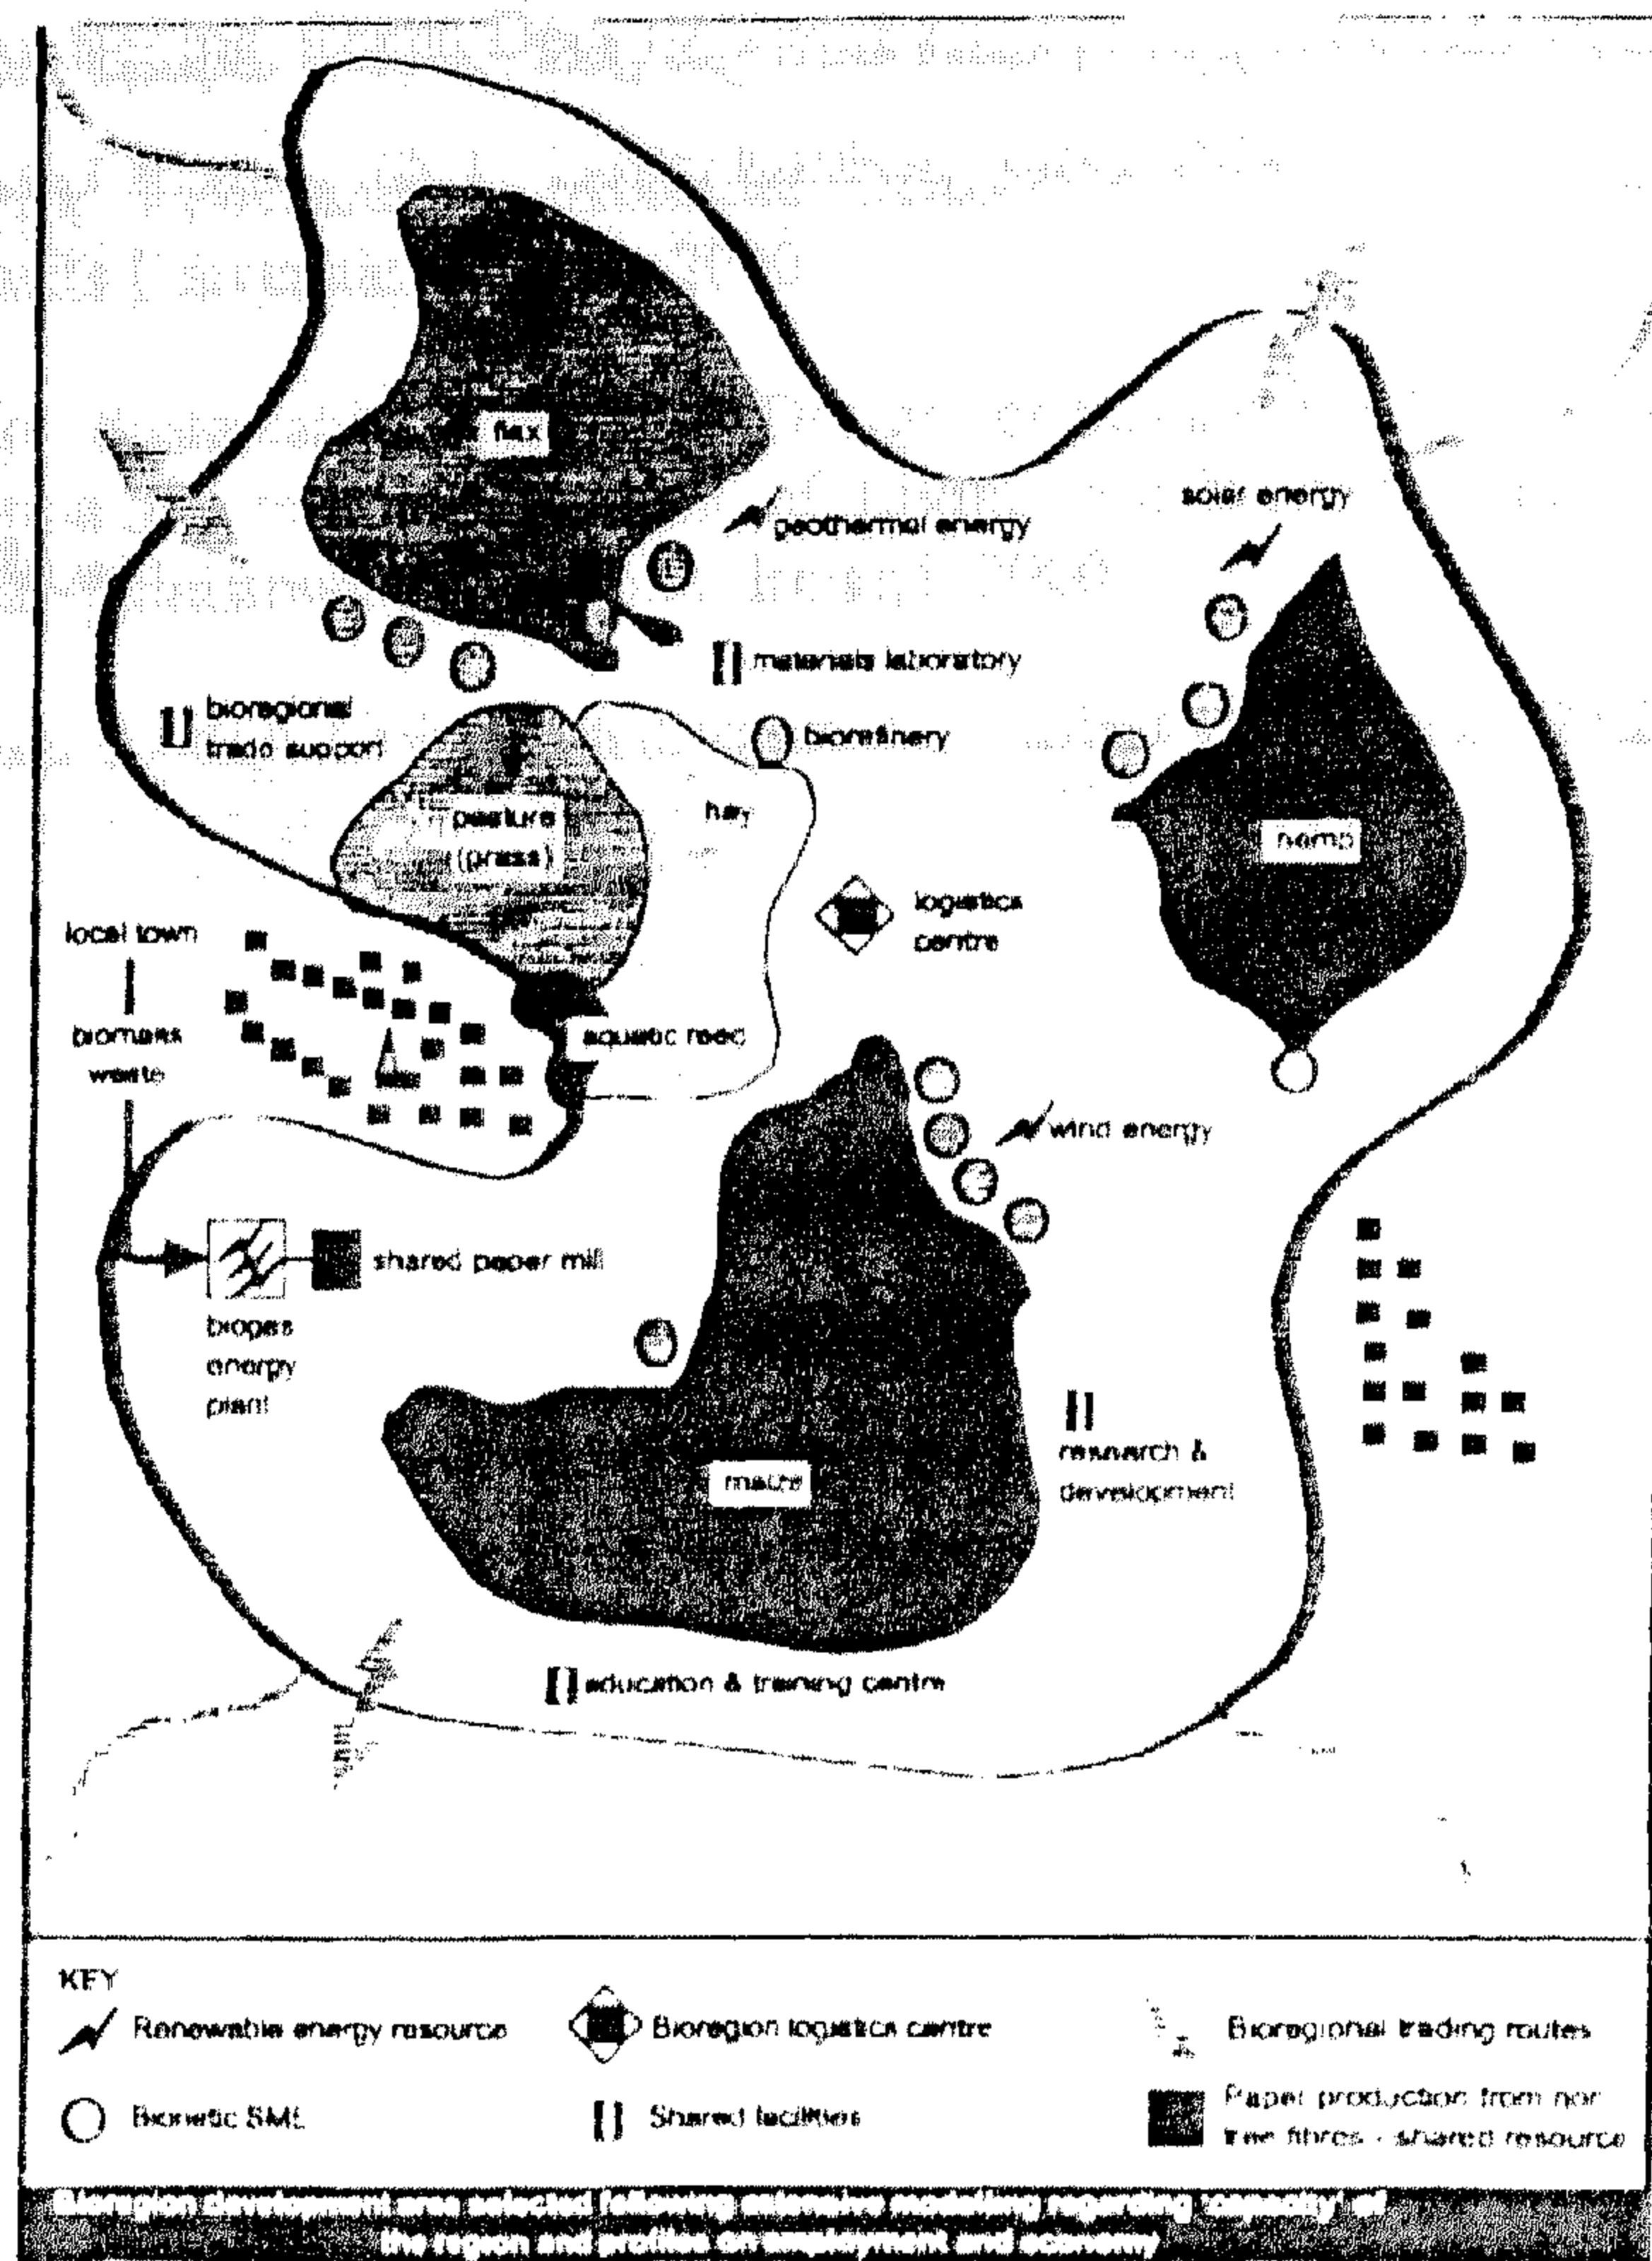 flax
geothermal energy
solar energy
materials laboratory
bioregional
trade support
biorefinery
pasture
(grass)
hay
hemp
logistics
centre
local town
biomass
waste
aquatic reed
wind energy
shared paper mill
biogas
energy
plant
maize
research &
development
education & training centre
KEY
Renewable energy resource
Bioregion logistics centre
Bioregional trading routes
Bionetic SME
Shared facilities
Paper production from non
tree fibres - shared resource
Bioregion development was selected following extensive modelling regarding of
the region and profiles on employment and economy